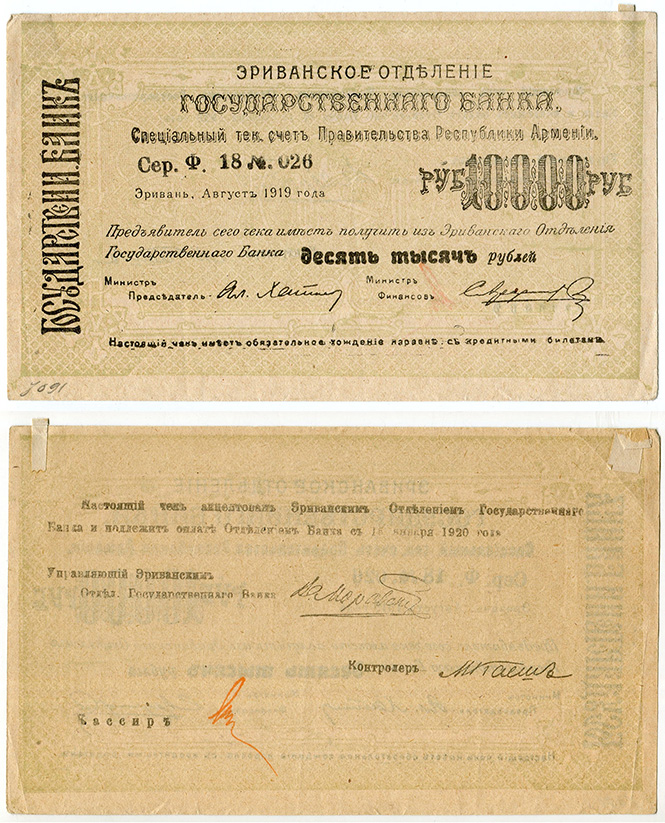 ГОСУДАРСТВЕН. БАНКЪ
ЭРИВАНСКОЕ ОТДѢЛЕНІЕ
ГОСУДАРСТВЕННАГО БАНКА.
Спеціальный тек. счетъ Правительства Республики Арменіи.
Сер. Ф. 18 № 026
РУБ 10000 РУБ
Эривань, Августъ 1919 года
Предъявитель сего чека имѣетъ получить изъ Эриванскаго Отдѣленія
Государственнаго Банка десять тысячъ рублей
Министръ
Предсѣдатель
Министръ
Финансовъ
Настоящій чекъ имѣетъ обязательное хожденіе наравнѣ съ кредитными билетами.
Настоящій чекъ акцептованъ Эриванскимъ Отдѣленіемъ Государственнаго
Банка и подлежитъ оплатѣ Отдѣленіемъ Банка съ 15 января 1920 года
Управляющій Эриванскимъ
Отдѣл. Государственнаго Банка
Контролеръ
Кассиръ